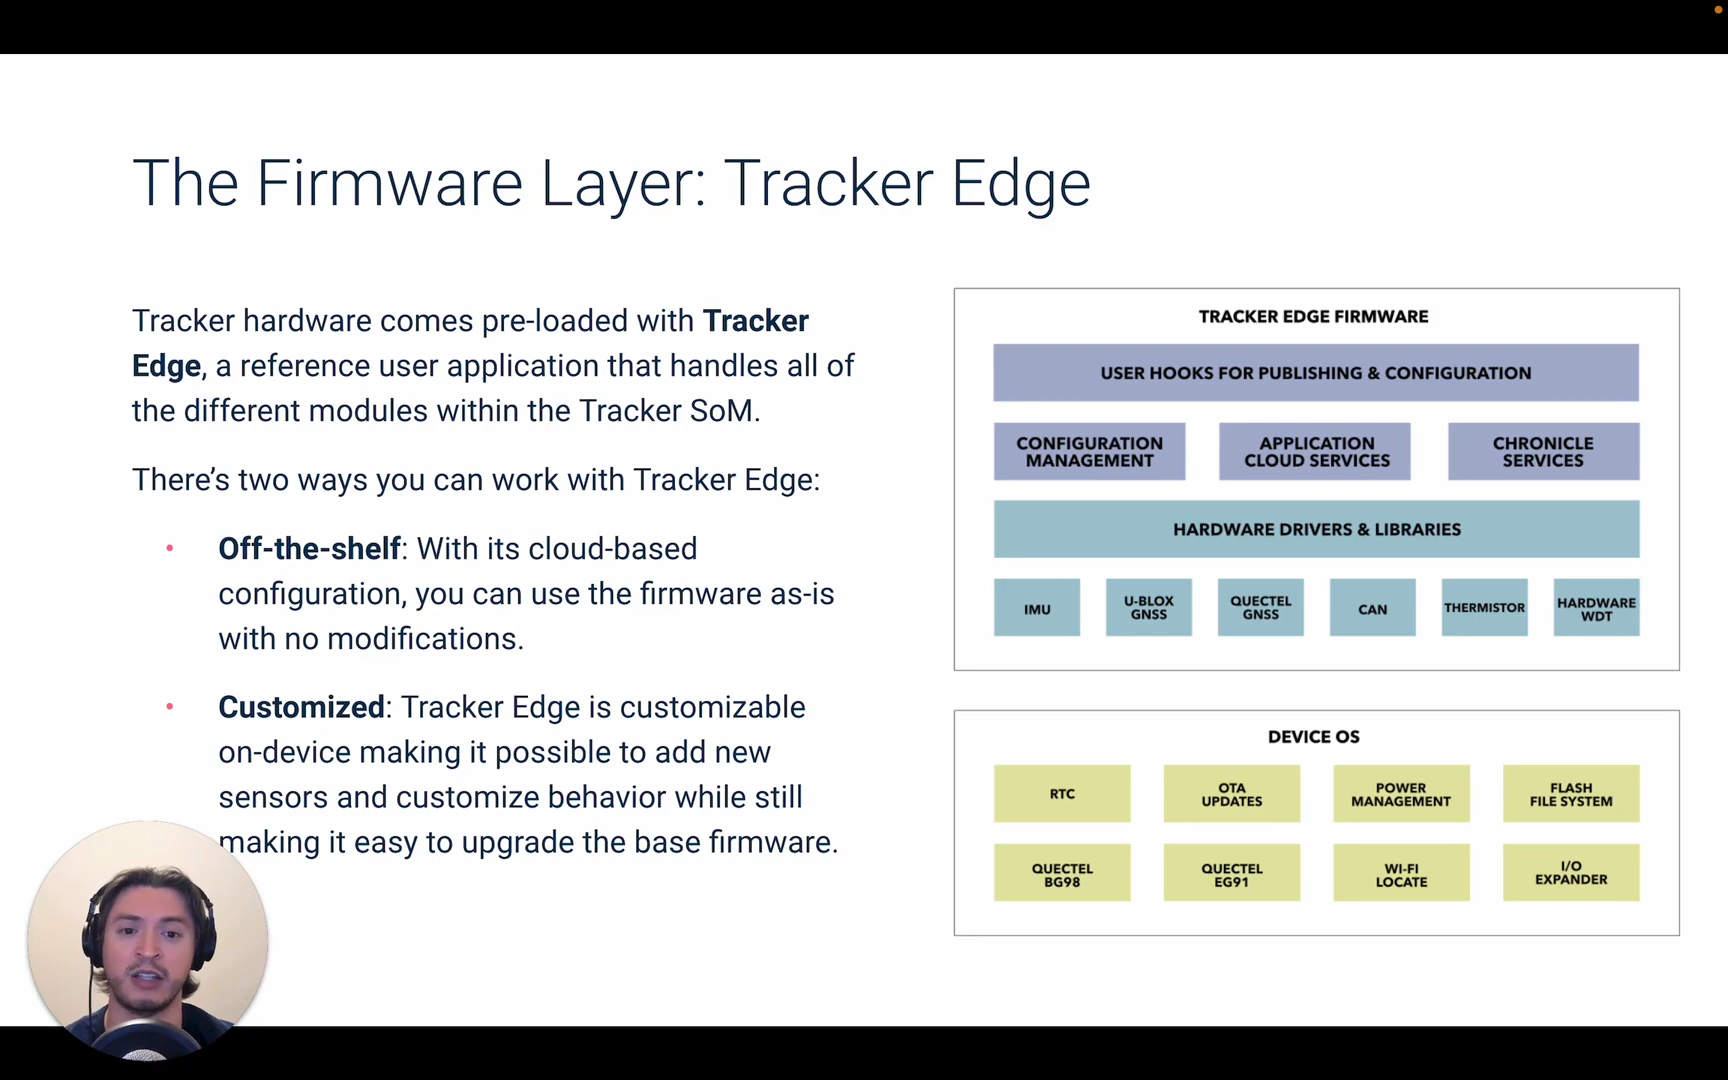 The Firmware Layer: Tracker Edge
Tracker hardware comes pre-loaded with Tracker
Edge, a reference user application that handles all of
the different modules within the Tracker SoM.
There’s two ways you can work with Tracker Edge:
• Off-the-shelf: With its cloud-based
configuration, you can use the firmware as-is
with no modifications.
• Customized: Tracker Edge is customizable
on-device making it possible to add new
sensors and customize behavior while still
making it easy to upgrade the base firmware.
TRACKER EDGE FIRMWARE
USER HOOKS FOR PUBLISHING & CONFIGURATION
CONFIGURATION
MANAGEMENT
APPLICATION
CLOUD SERVICES
CHRONICLE
SERVICES
HARDWARE DRIVERS & LIBRARIES
IMU
U-BLOX
GNSS
QUECTEL
GNSS
CAN
THERMISTOR
HARDWARE
WDT
DEVICE OS
RTC
OTA
UPDATES
POWER
MANAGEMENT
FLASH
FILE SYSTEM
QUECTEL
BG98
QUECTEL
EG91
WI-FI
LOCATE
I/O
EXPANDER